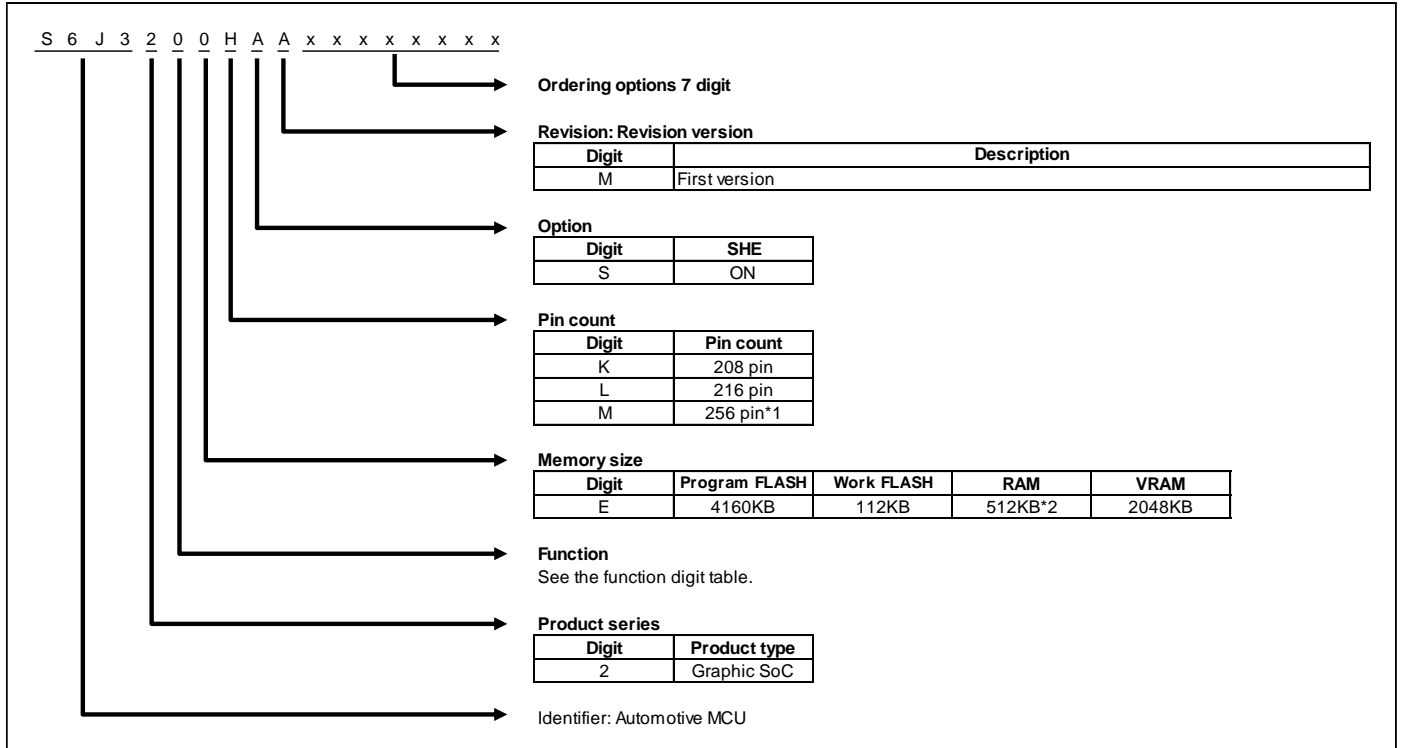 S 6 J 3 2 0 0 H A A x x x x x x x x
Ordering options 7 digit
Revision: Revision version
Digit Description
M First version
Option
Digit SHE
S ON
Pin count
Digit Pin count
K 208 pin
L 216 pin
M 256 pin*1
Memory size
Digit Program FLASH Work FLASH RAM VRAM
E 4160KB 112KB 512KB*2 2048KB
Function
See the function digit table.
Product series
Digit Product type
2 Graphic SoC
Identifier: Automotive MCU